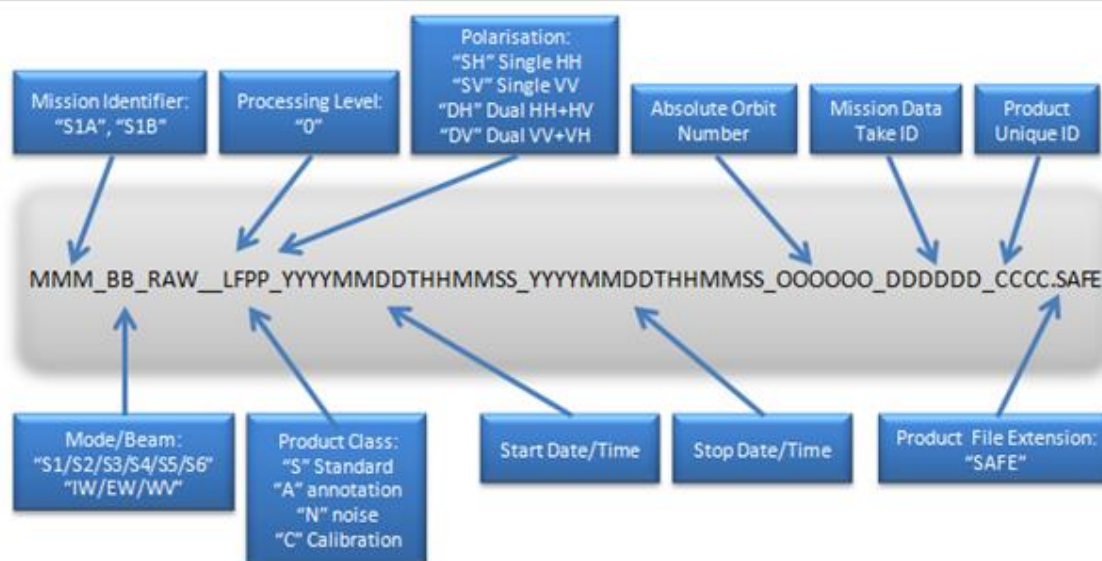 Polarisation:
"SH" Single HH
"SV" Single VV
"DH" Dual HH+HV
"DV" Dual VV+VH
Mission Identifier:
"S1A", "S1B"
Processing Level:
"0"
Absolute Orbit
Number
Mission Data
Take ID
Product
Unique ID
MMM_BB_RAW__LFPP_YYYYMMDDTHHMMSS_YYYYMMDDTHHMMSS_OOOOOO_DDDDDD_CCCC.SAFE
Mode/Beam:
"S1/S2/S3/S4/S5/S6"
"IW/EW/WV"
Product Class:
"S" Standard
"A" annotation
"N" noise
"C" Calibration
Start Date/Time
Stop Date/Time
Product File Extension:
"SAFE"